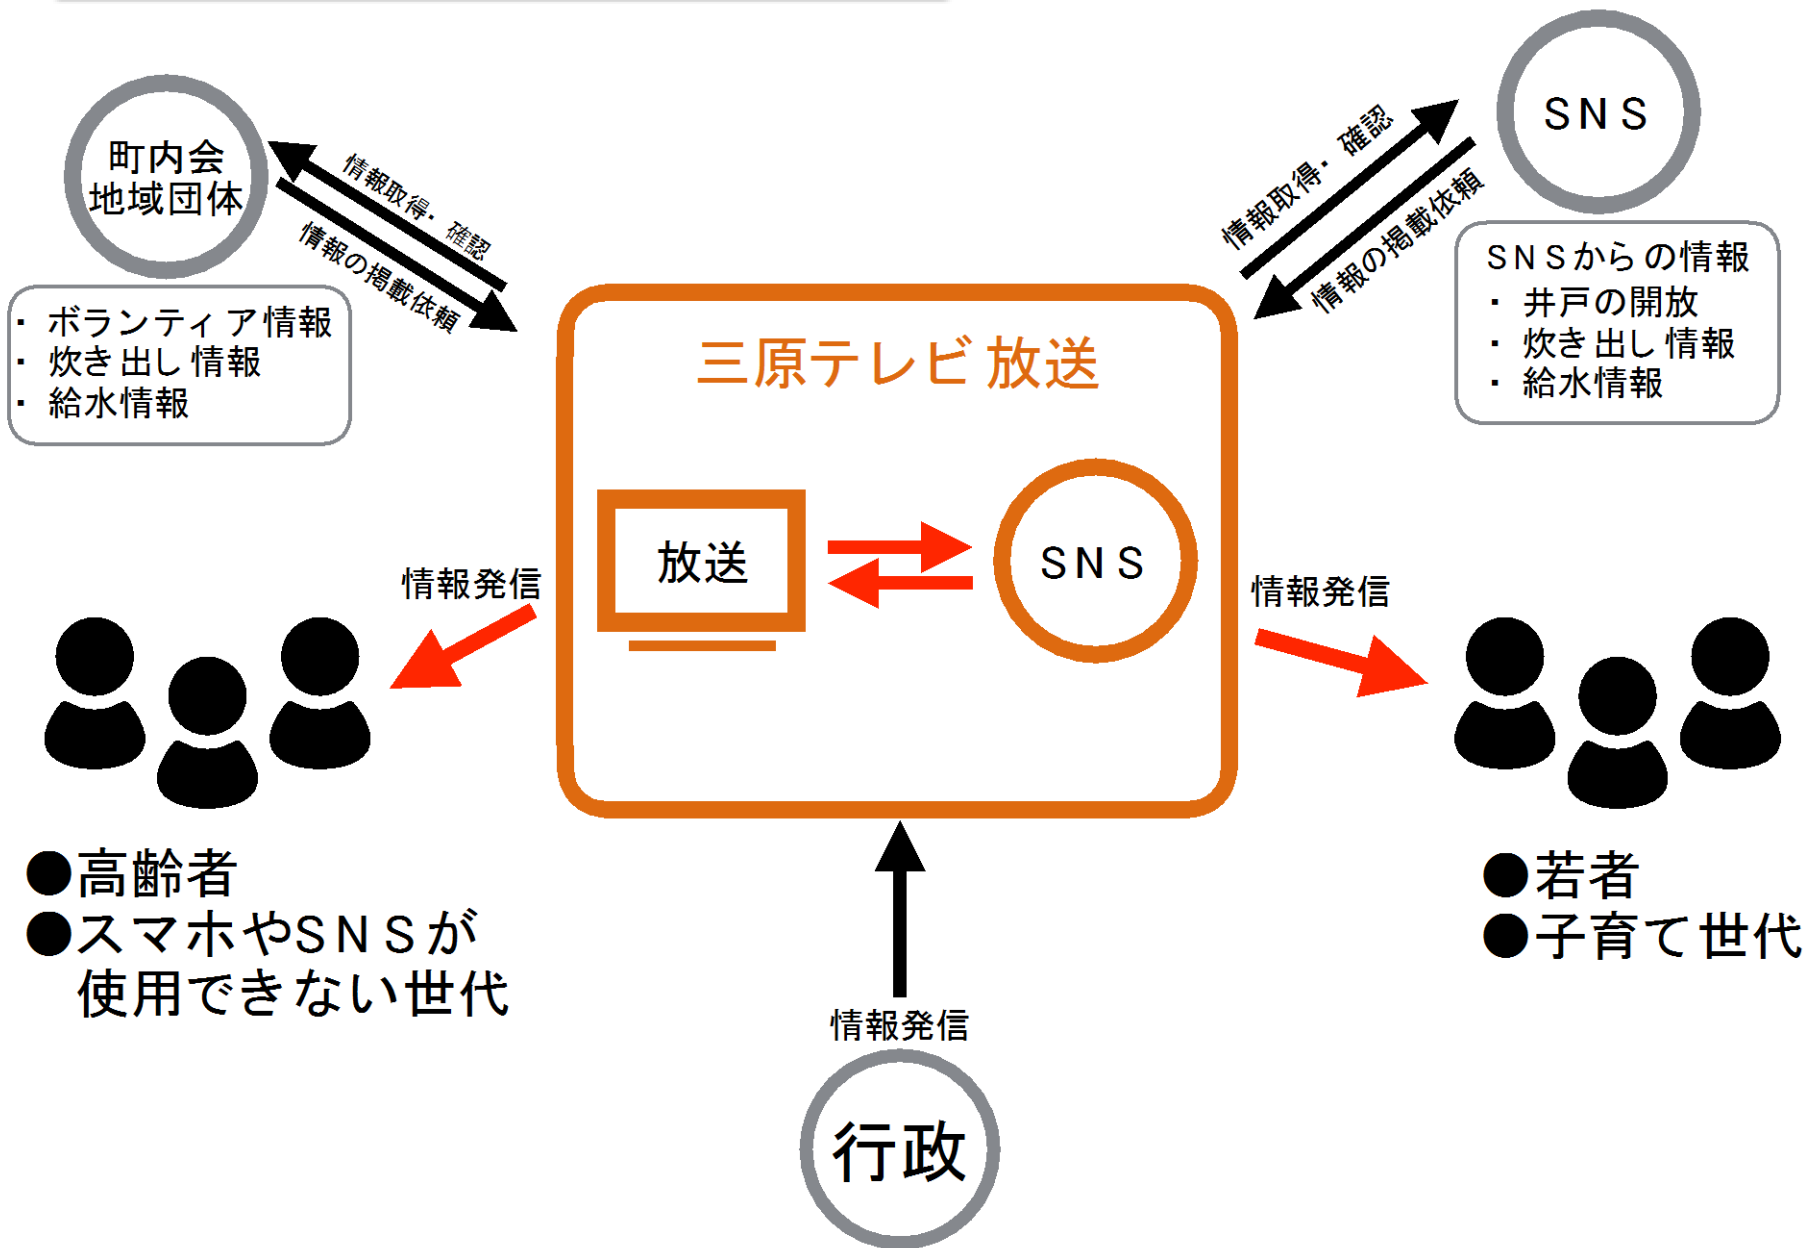 町内会
地域団体
情報取得・確認
情報の掲載依頼
・ボランティア情報
・炊き出し情報
・給水情報
SNS
情報取得・確認
情報の掲載依頼
SNSからの情報
・井戸の開放
・炊き出し情報
・給水情報
三原テレビ放送
放送
SNS
情報発信
情報発信
●高齢者
●スマホやSNSが
使用できない世代
●若者
●子育て世代
情報発信
行政